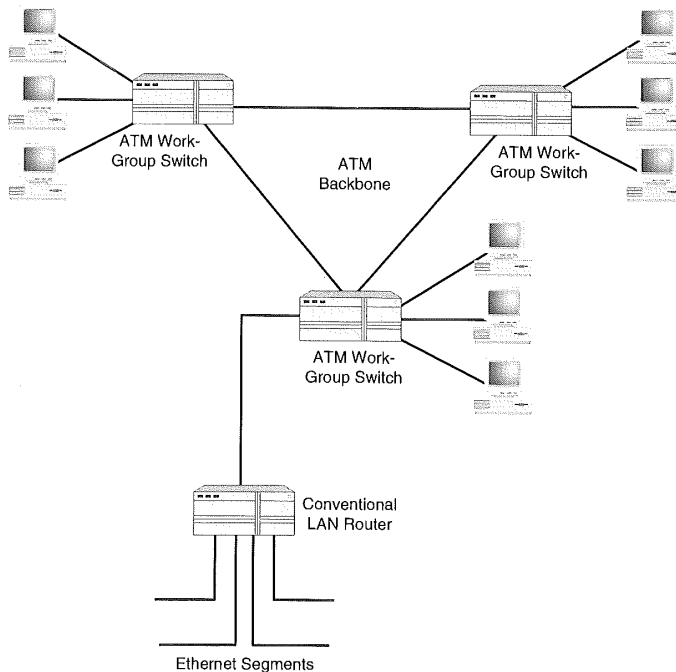 ATM Work-
Group Switch
ATM
Backbone
ATM Work-
Group Switch
ATM Work-
Group Switch
Conventional
LAN Router
Ethernet Segments